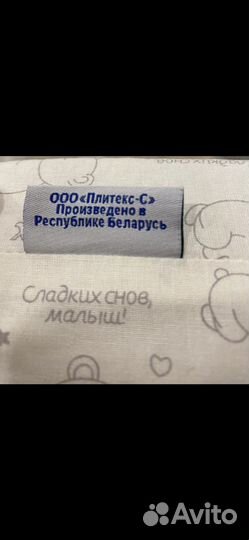 ООО«Плитекс-С»
Произведено в
Республике Беларусь
Сладких снов,
малыш!
Avito